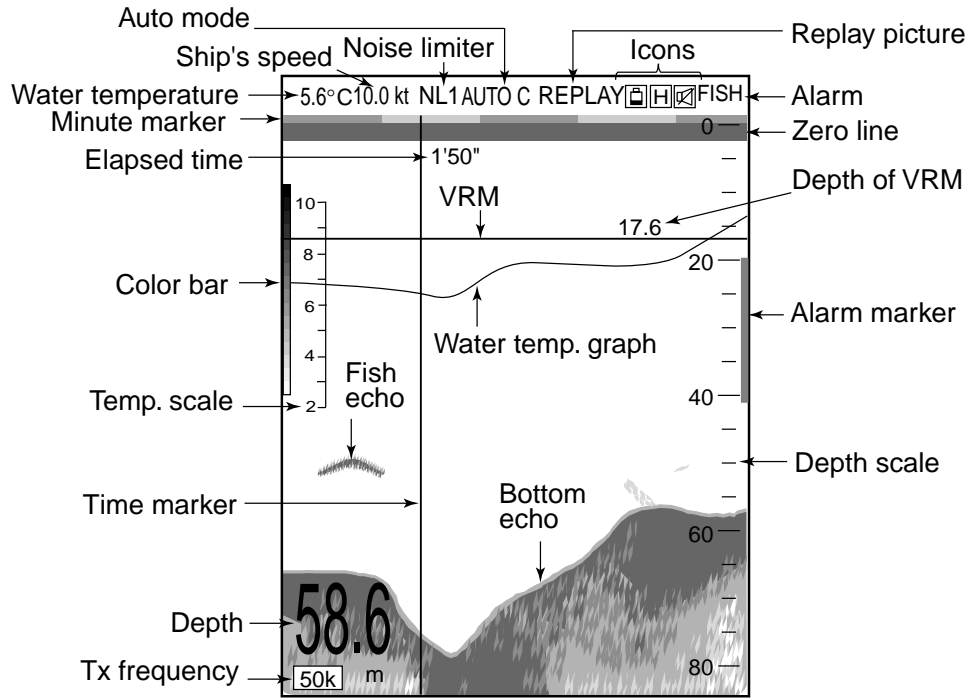 Auto mode
Ship's speed
Noise limiter
Icons
Replay picture
Water temperature
5.6°C 10.0 kt NL1 AUTO C REPLAY H FISH
Alarm
Minute marker
0
Zero line
Elapsed time
1'50"
VRM
Depth of VRM
17.6
10
8
20
Color bar
6
Alarm marker
Water temp. graph
4
Fish
echo
Temp. scale
2
40
Depth scale
Time marker
Bottom
echo
60
58.6
Depth
m
80
Tx frequency
50k